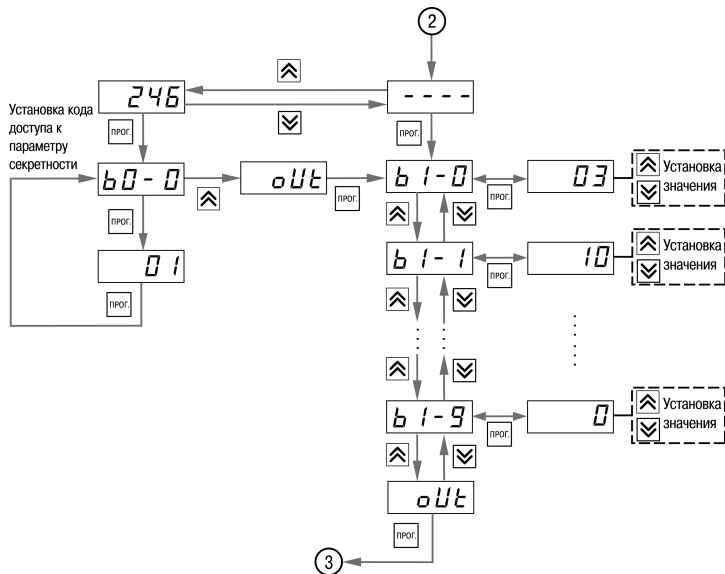 2
246
- - - -
Установка кода
доступа к
параметру
секретности
ПРОГ.
ПРОГ.
b0-0
oUt
b1-0
03
Установка
значения
ПРОГ.
ПРОГ.
ПРОГ.
01
b1-1
10
Установка
значения
ПРОГ.
ПРОГ.
b1-9
0
Установка
значения
ПРОГ.
oUt
ПРОГ.
3